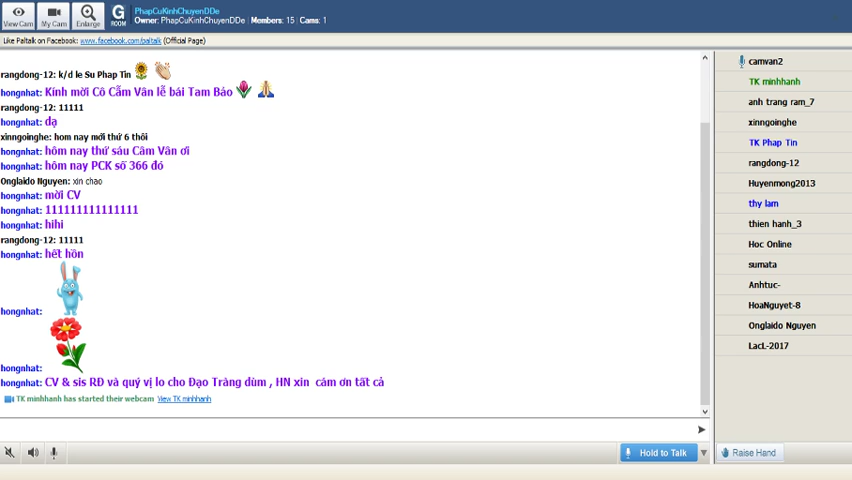 View Cam
My Cam
Enlarge
G
ROOM
PhapCuKinhChuyenDDe
Owner: PhapCuKinhChuyenDDe | Members: 15 | Cams: 1
Like Paltalk on Facebook: www.facebook.com/paltalk (Official Page)
rangdong-12: k/d le Su Phap Tin
hongnhat: Kính mời Cô Cẩm Vân lễ bái Tam Bảo
rangdong-12: 11111
hongnhat: dạ
xinngoinghe: hom nay mới thứ 6 thôi
hongnhat: hôm nay thứ sáu Cẩm Vân ơi
hongnhat: hôm nay PCK số 366 đó
Onglaido Nguyen: xin chao
hongnhat: mời CV
hongnhat: 111111111111111
hongnhat: hihi
rangdong-12: 11111
hongnhat: hết hồn
hongnhat:
hongnhat:
hongnhat: CV & sis RĐ và quý vị lo cho Đạo Tràng dùm , HN xin cám ơn tất cả
TK minhhanh has started their webcam View TK minhhanh
Hold to Talk
camvan2
TK minhhanh
anh trang ram_7
xinngoinghe
TK Phap Tin
rangdong-12
Huyenmong2013
thy lam
thien hanh_3
Hoc Online
sumata
Anhtuc-
HoaNguyet-8
Onglaido Nguyen
LacL-2017
Raise Hand